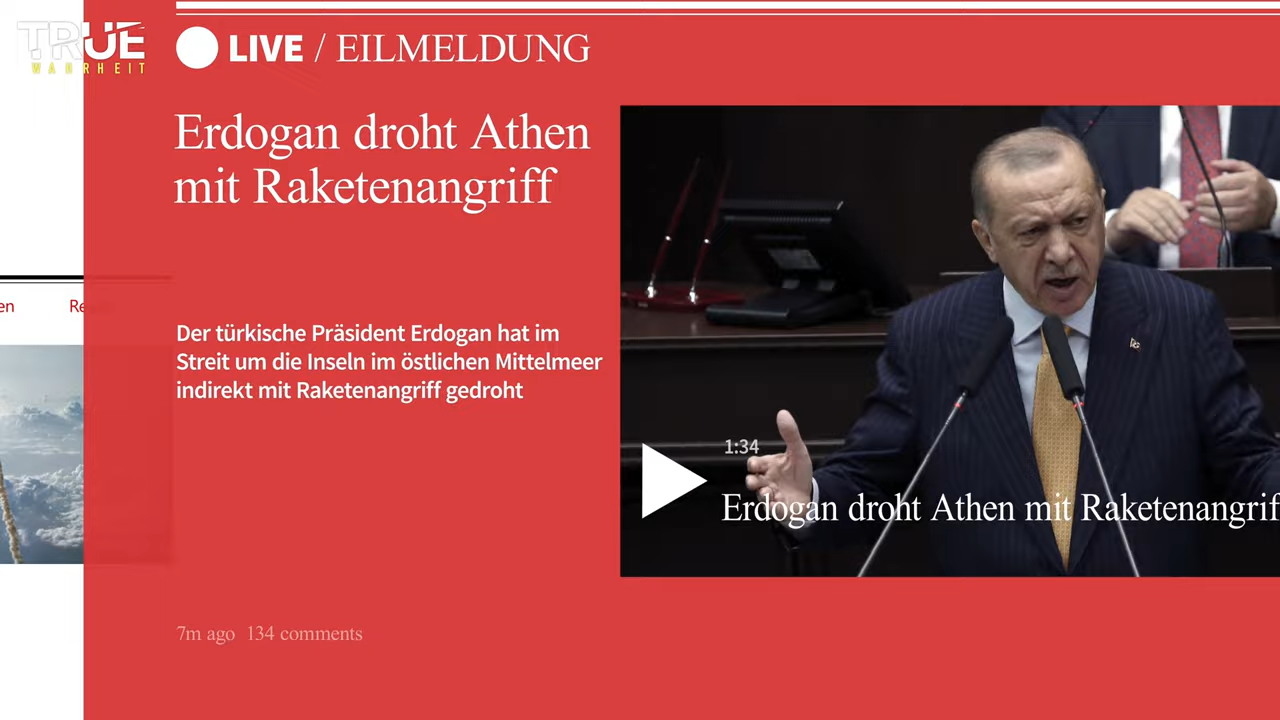 TRUE
WAHRHEIT
LIVE / EILMELDUNG
Erdogan droht Athen
mit Raketenangriff
en
Der türkische Präsident Erdogan hat im
Streit um die Inseln im östlichen Mittelmeer
indirekt mit Raketenangriff gedroht
1:34
Erdogan droht Athen mit Raketenangrif
7m ago 134 comments